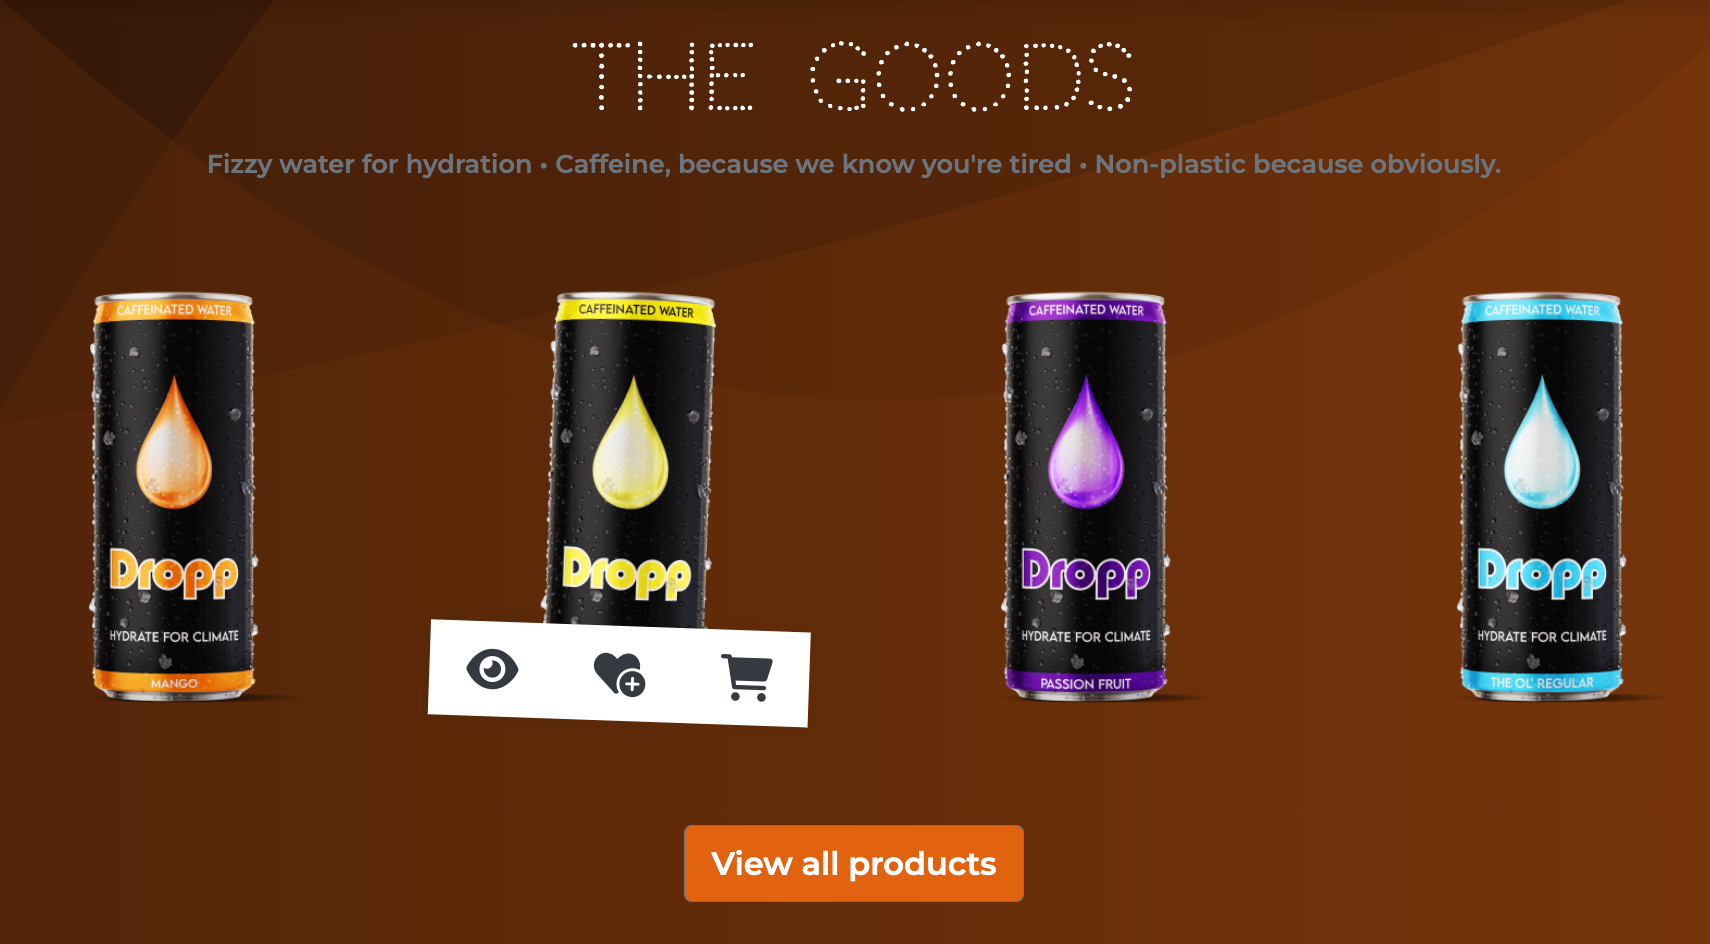 THE GOODS
Fizzy water for hydration • Caffeine, because we know you're tired • Non-plastic because obviously.
CAFFEINATED WATER
Dropp
HYDRATE FOR CLIMATE
MANGO
CAFFEINATED WATER
Dropp
CAFFEINATED WATER
Dropp
HYDRATE FOR CLIMATE
PASSION FRUIT
CAFFEINATED WATER
Dropp
HYDRATE FOR CLIMATE
THE OL' REGULAR
View all products